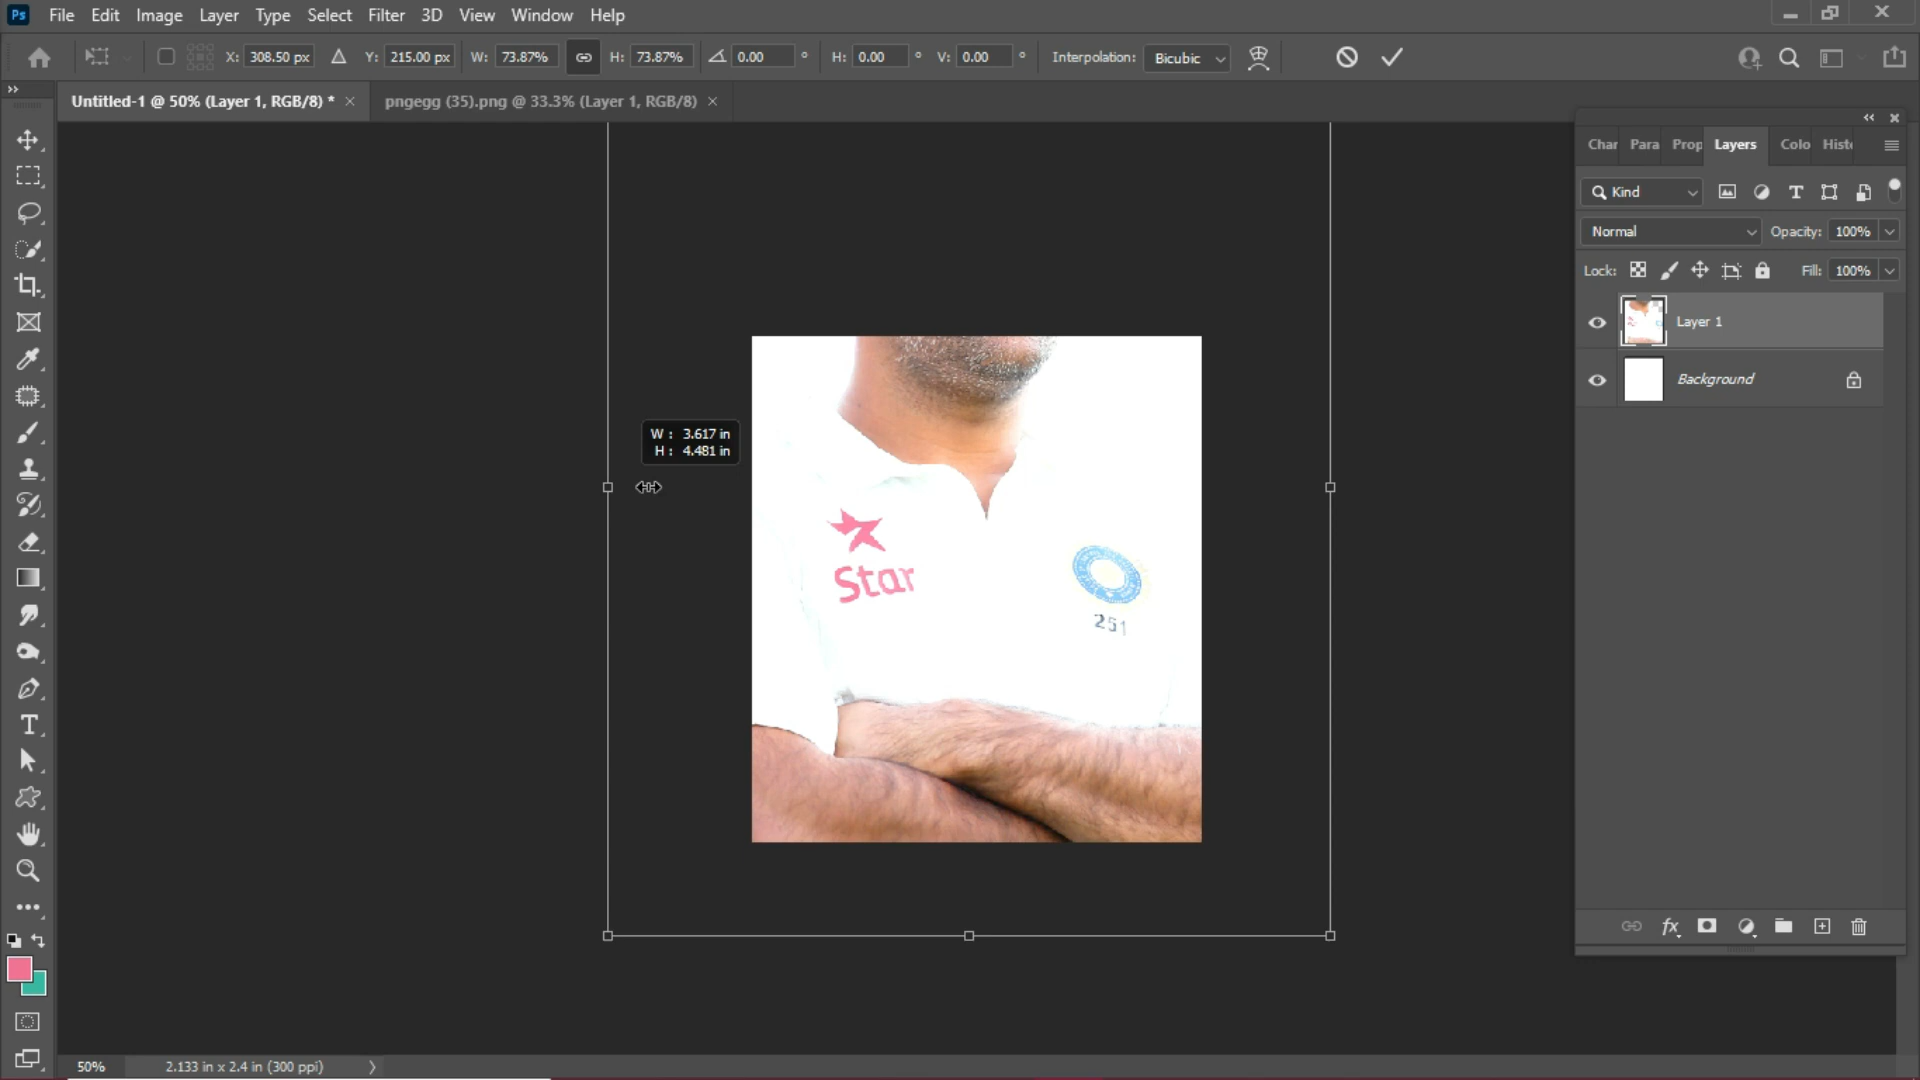 Ps File Edit Image Layer Type Select Filter 3D View Window Help
X: 308.50 px Y: 215.00 px W: 73.87% H: 73.87% 0.00 ° H: 0.00 ° V: 0.00 ° Interpolation: Bicubic
Untitled-1 @ 50% (Layer 1, RGB/8) * × pngegg (35).png @ 33.3% (Layer 1, RGB/8) ×
Char Para Prop Layers Colo Hist
Kind
Normal Opacity: 100%
Lock: Fill: 100%
Layer 1
Background
W : 3.617 in
H : 4.481 in
Star
251
50% 2.133 in x 2.4 in (300 ppi)